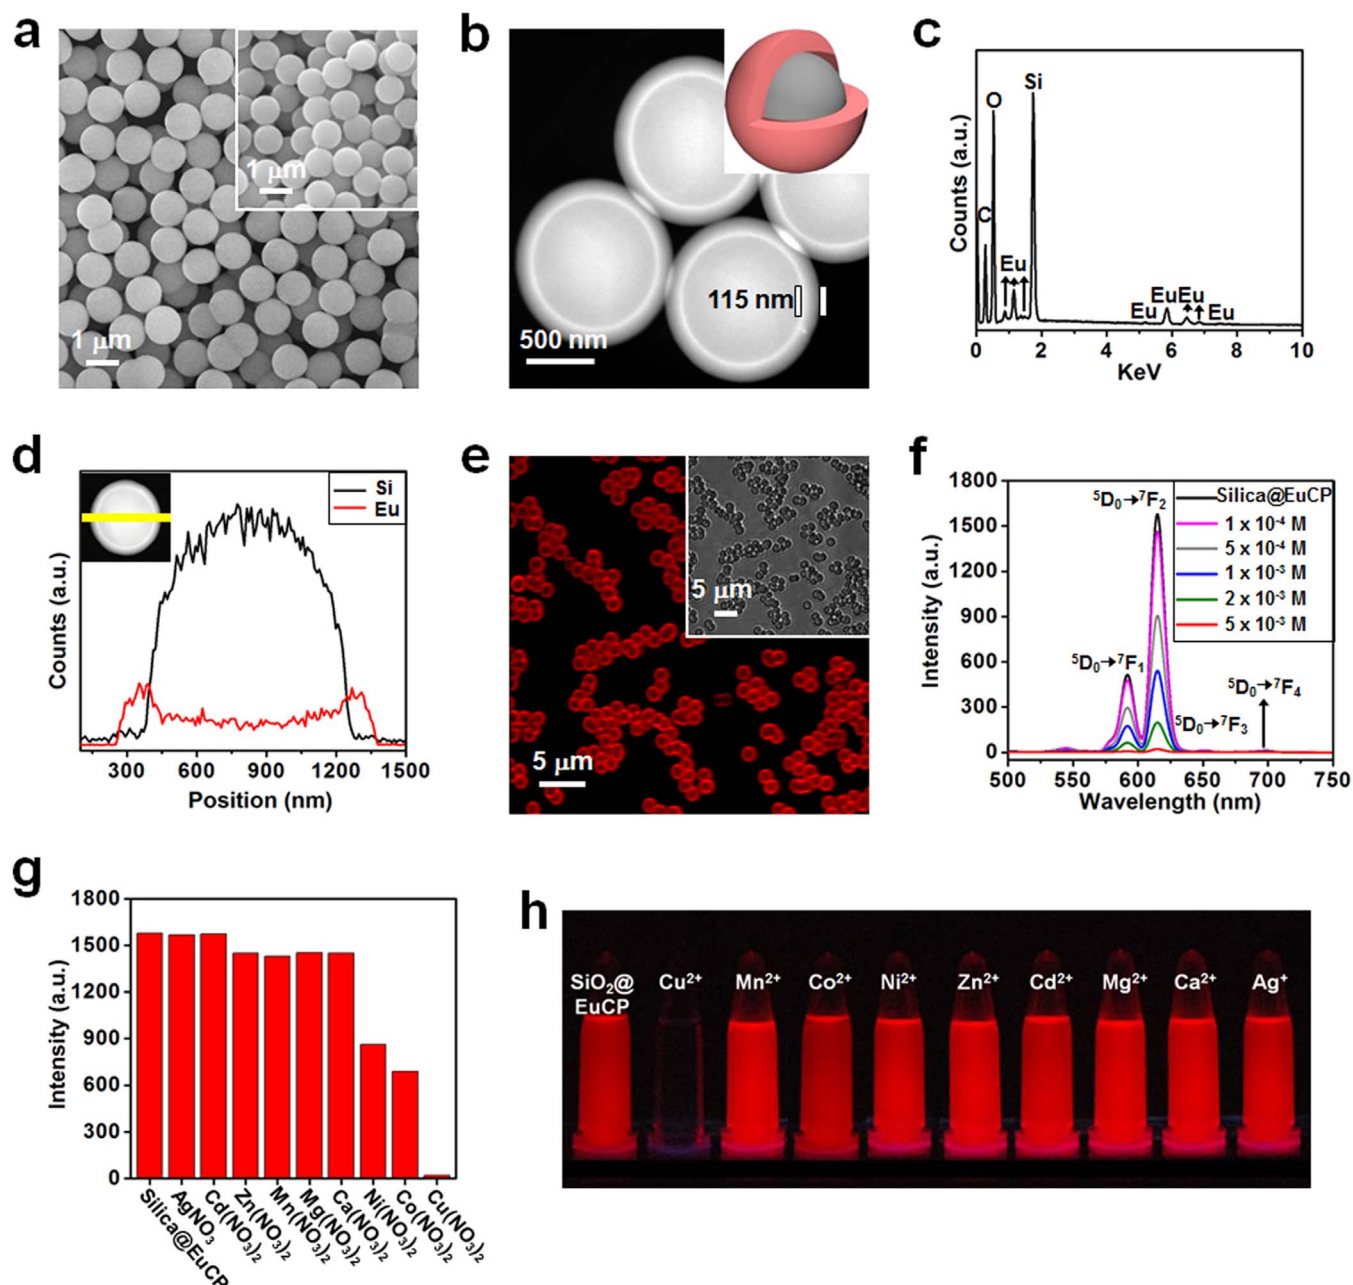 a
1 μm
1 μm
b
115 nm
500 nm
c
Counts (a.u.)
C
O
Si
Eu
Eu
Eu
Eu
Eu
0 2 4 6 8 10
KeV
d
Si
Eu
Counts (a.u.)
300 600 900 1200 1500
Position (nm)
e
5 μm
5 μm
f
Intensity (a.u.)
1800
1500
1200
900
600
300
0
⁵D₀→⁷F₂
⁵D₀→⁷F₁
⁵D₀→⁷F₄
⁵D₀→⁷F₃
Silica@EuCP
1 x 10⁻⁴ M
5 x 10⁻⁴ M
1 x 10⁻³ M
2 x 10⁻³ M
5 x 10⁻³ M
500 550 600 650 700 750
Wavelength (nm)
g
Intensity (a.u.)
1800
1500
1200
900
600
300
0
Silica@EuCP
AgNO₃
Cd(NO₃)₂
Zn(NO₃)₂
Mn(NO₃)₂
Mg(NO₃)₂
Ca(NO₃)₂
Ni(NO₃)₂
Co(NO₃)₂
Cu(NO₃)₂
h
SiO₂@
EuCP
Cu²⁺
Mn²⁺
Co²⁺
Ni²⁺
Zn²⁺
Cd²⁺
Mg²⁺
Ca²⁺
Ag⁺